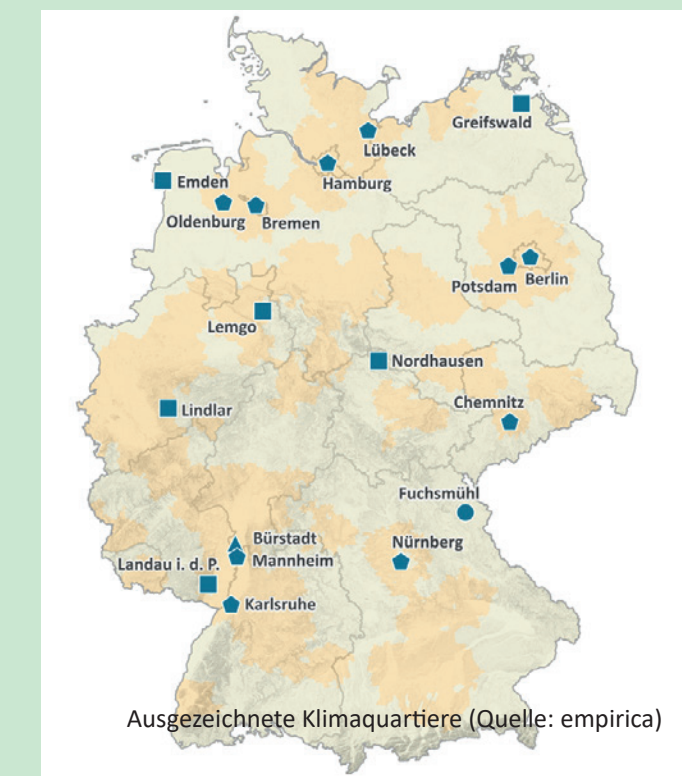 Greifswald
Lübeck
Hamburg
Emden
Oldenburg
Bremen
Potsdam
Berlin
Lemgo
Nordhausen
Lindlar
Chemnitz
Fuchsmühl
Bürstadt
Nürnberg
Landau i. d. P.
Mannheim
Karlsruhe
Ausgezeichnete Klimaquartiere (Quelle: empirica)